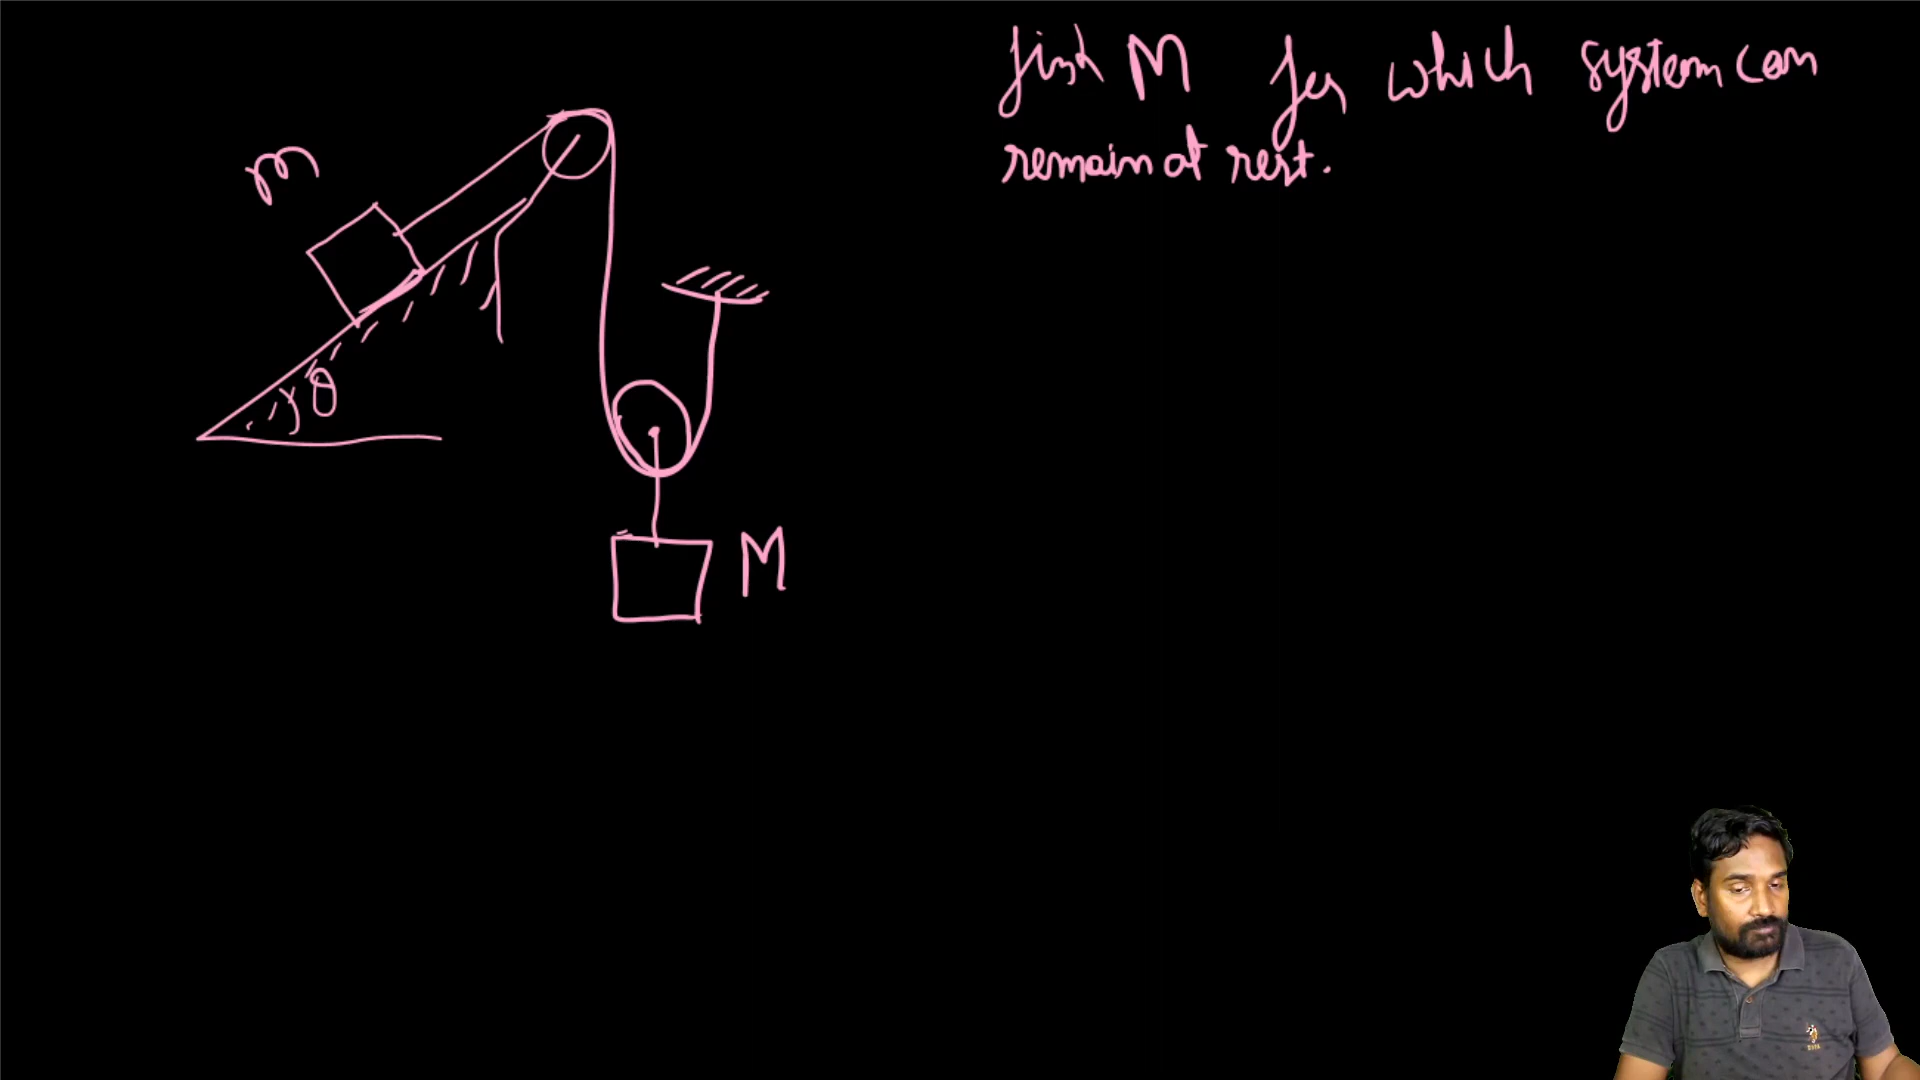 find M for which system can
remain at rest.
m
θ
M